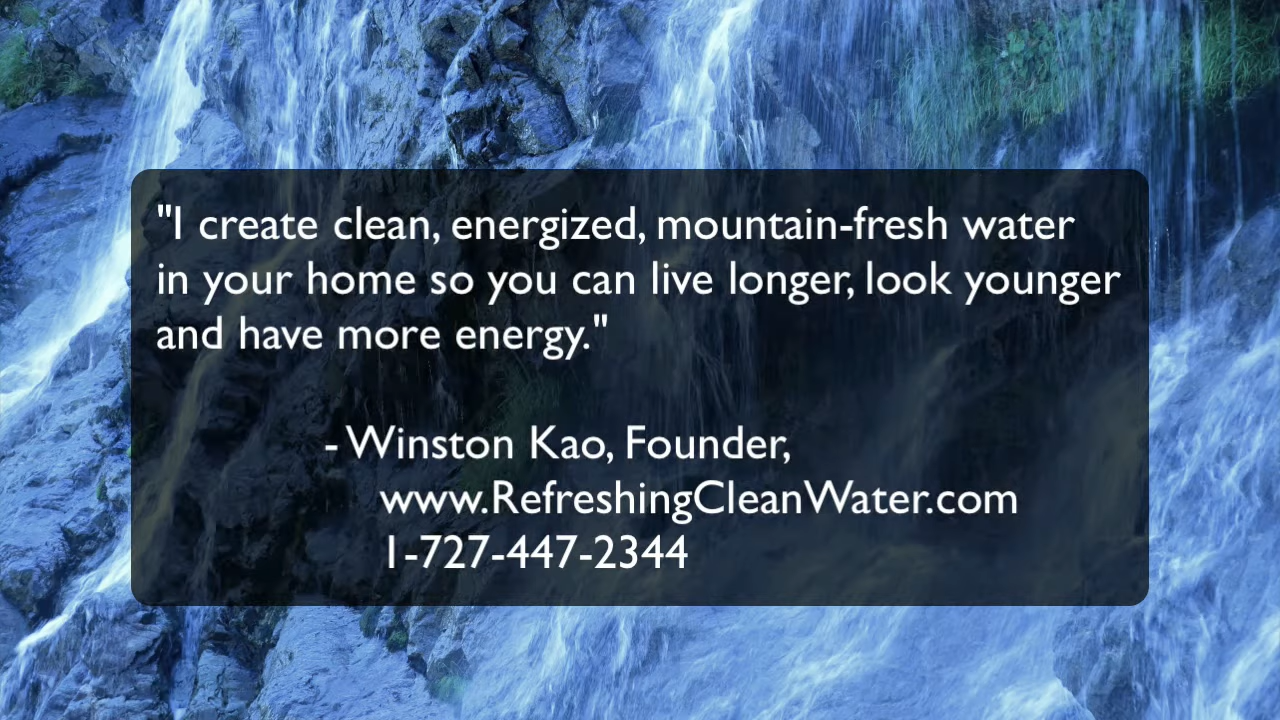 "I create clean, energized, mountain-fresh water
in your home so you can live longer, look younger
and have more energy."
- Winston Kao, Founder,
www.RefreshingCleanWater.com
1-727-447-2344